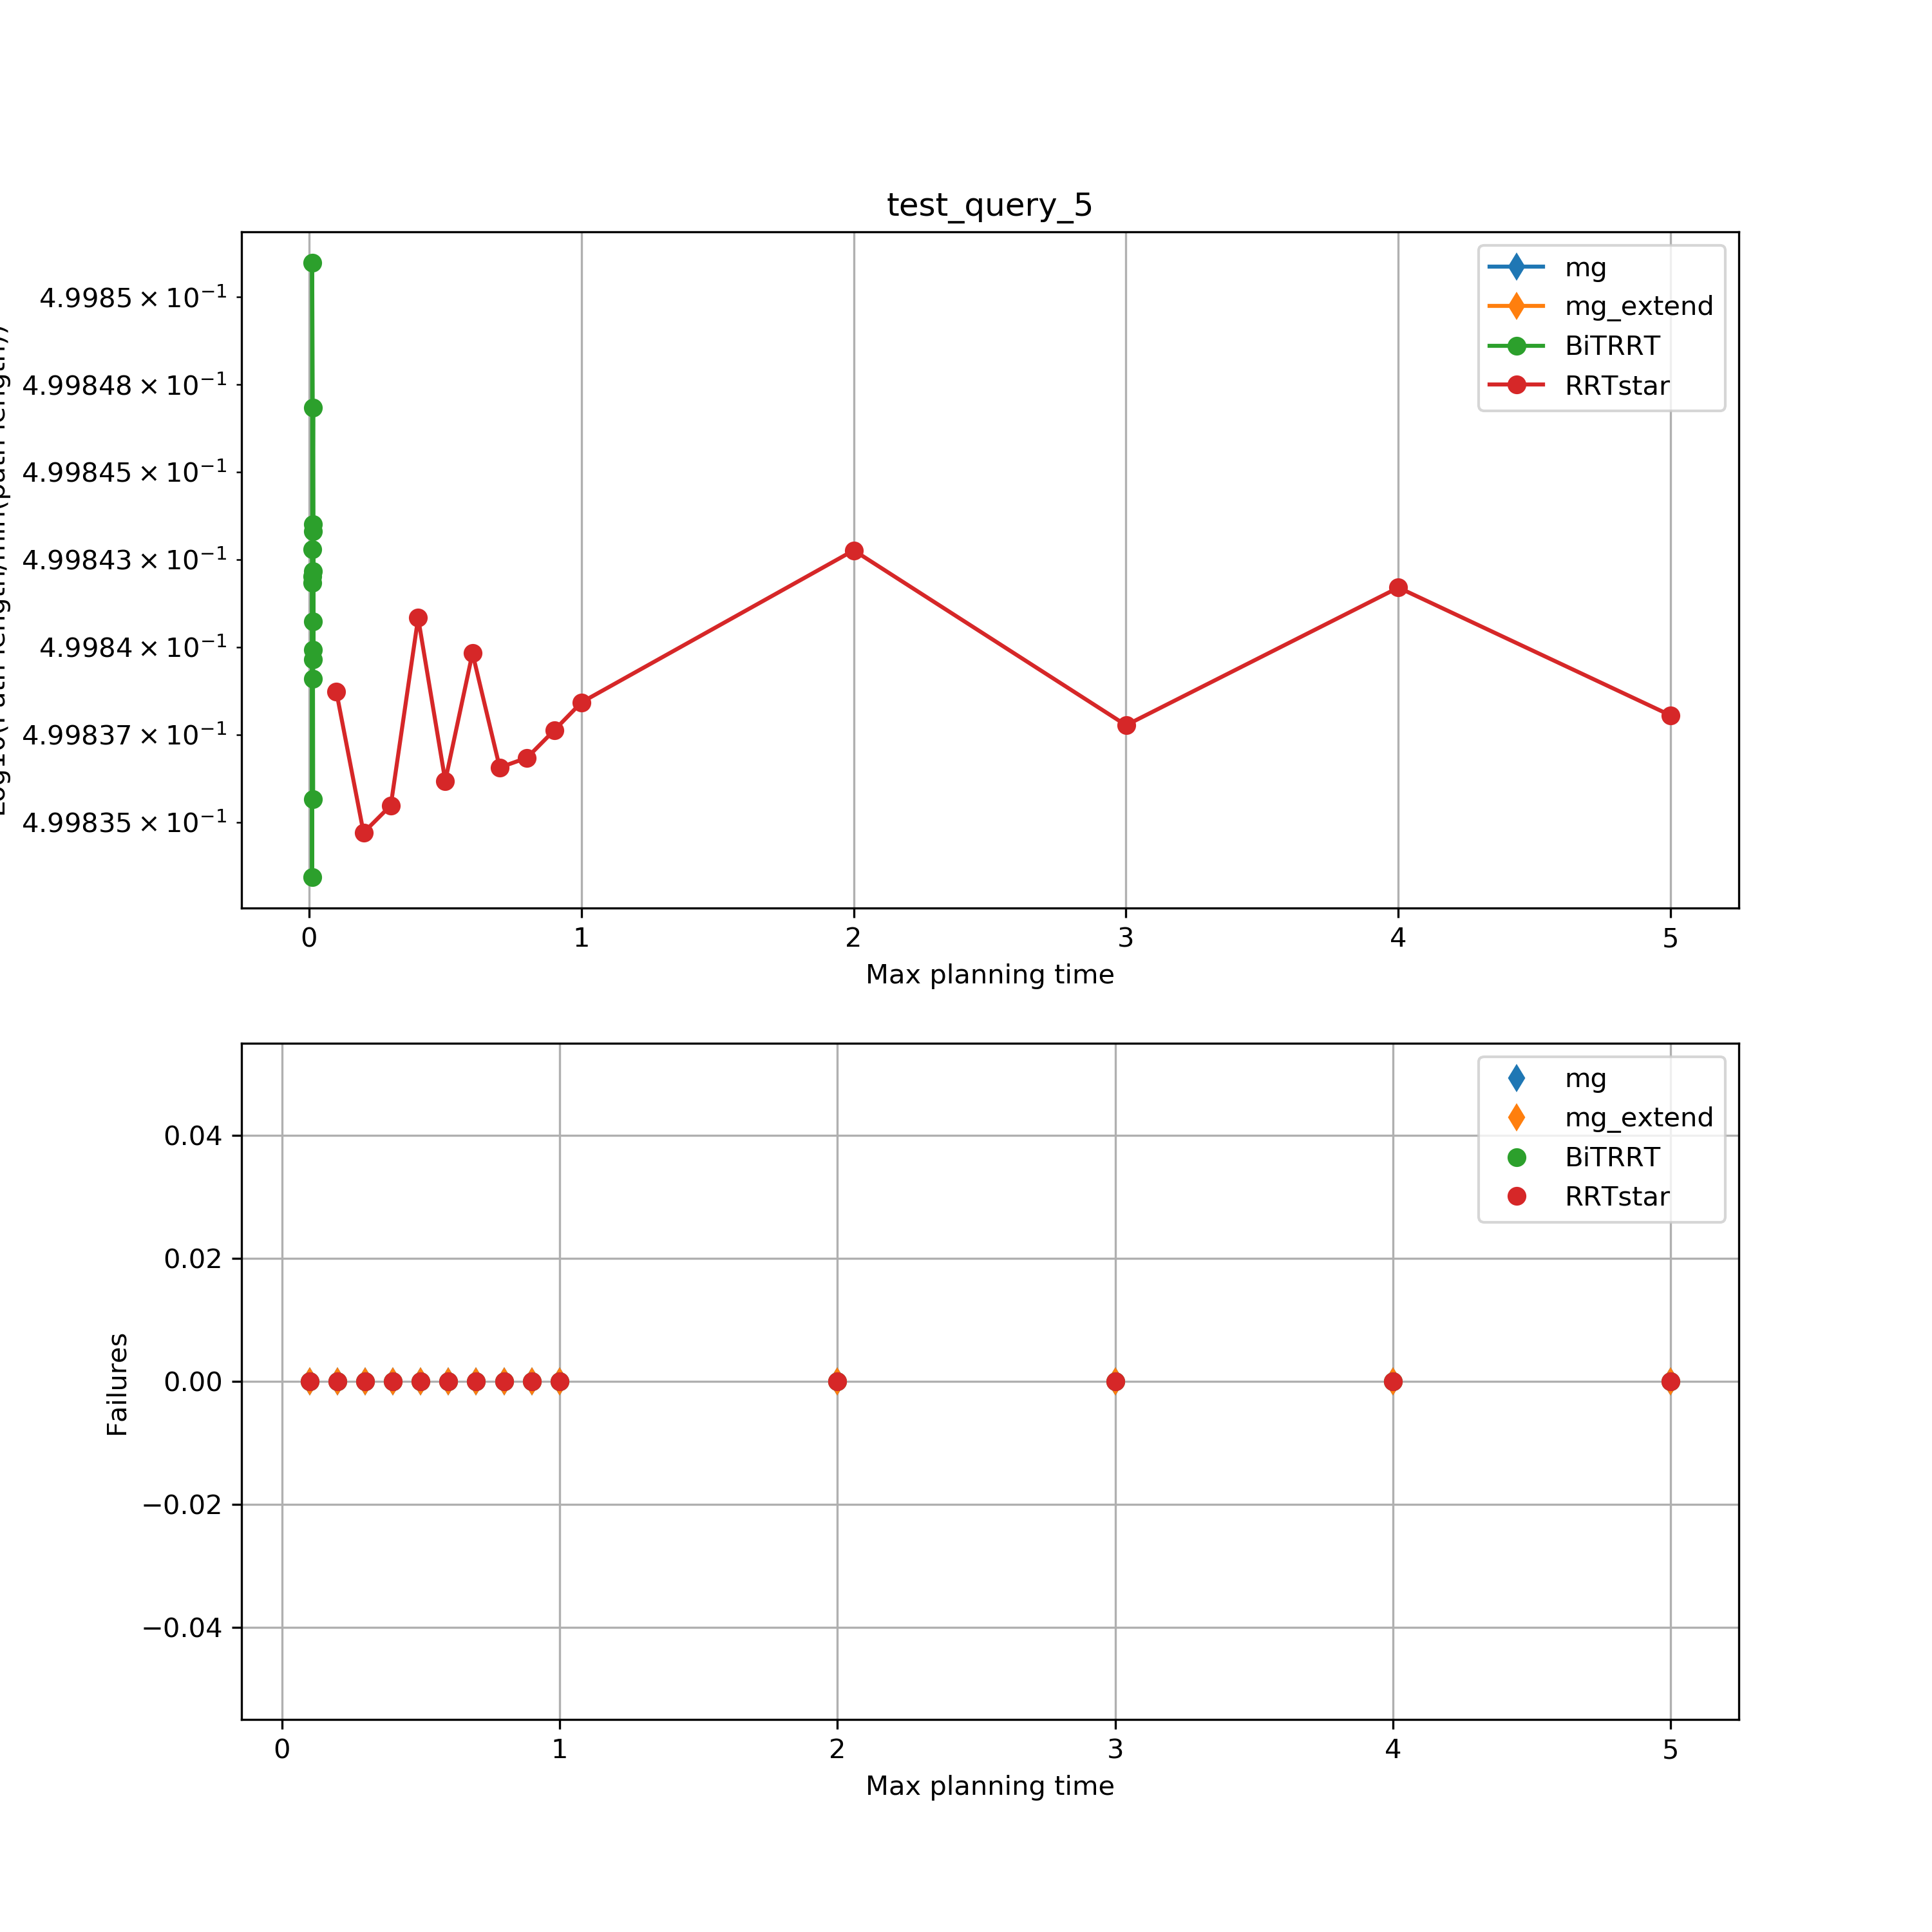 test_query_5
4.9985 × 10⁻¹
4.99848 × 10⁻¹
4.99845 × 10⁻¹
4.99843 × 10⁻¹
4.9984 × 10⁻¹
4.99837 × 10⁻¹
4.99835 × 10⁻¹
mg
mg_extend
BiTRRT
RRTstar
0 1 2 3 4 5
Max planning time
Failures
0.04
0.02
0.00
−0.02
−0.04
mg
mg_extend
BiTRRT
RRTstar
0 1 2 3 4 5
Max planning time